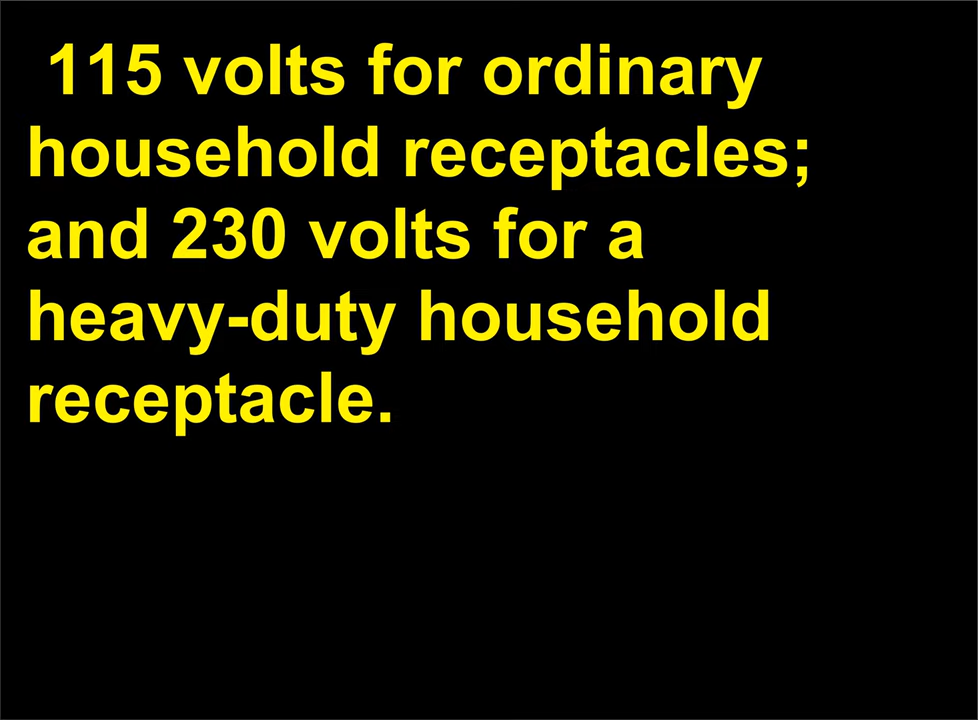 115 volts for ordinary
household receptacles;
and 230 volts for a
heavy-duty household
receptacle.